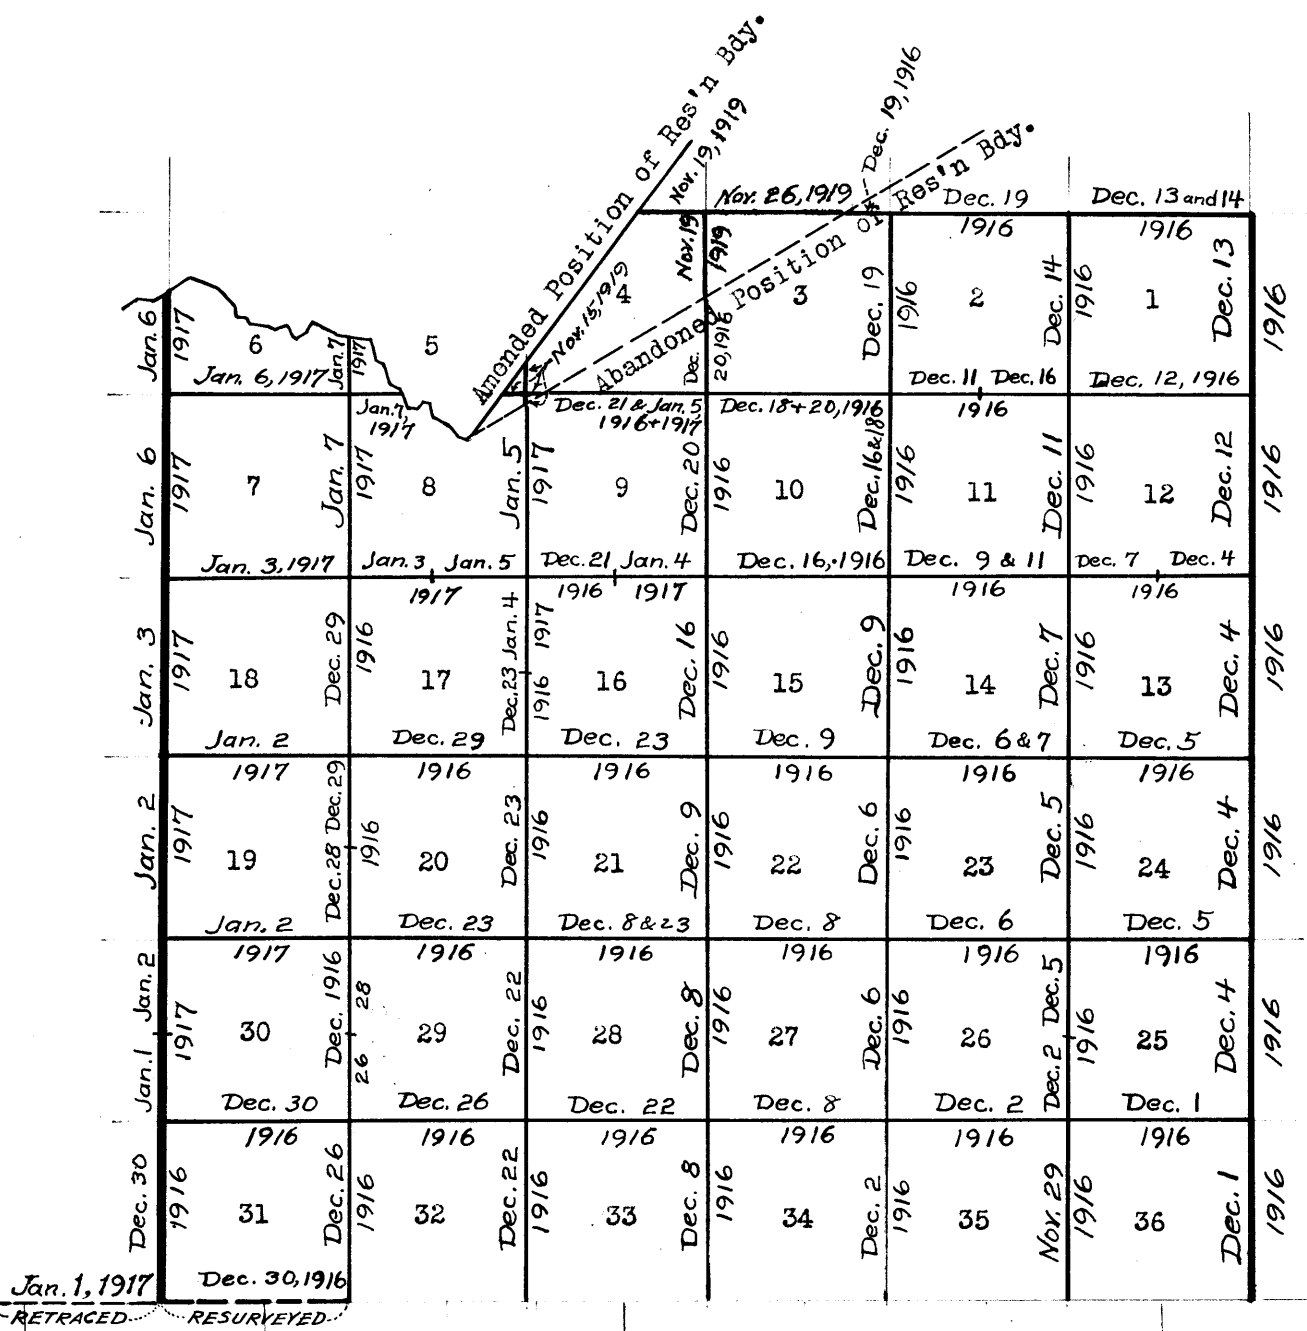 Amended Position of Res'n Bdy.
Nov. 19, 1919
Dec. 19, 1916
Abandoned Position of Res'n Bdy.
Nov. 15, 1919
Nov. 26, 1919
Dec. 19
1916
Dec. 13 and 14
1916
Jan. 6
1917
6
Jan. 6, 1917
Jan. 7
1917
5
4
Nov. 19
1919
Dec.
20, 1916
3
Dec. 19
1916
2
Dec. 14
1916
1
Dec. 13
1916
Dec. 11 Dec. 16
1916
Dec. 12, 1916
Jan. 7,
1917
Dec. 21 & Jan. 5
1916+1917
Dec. 18+20, 1916
Jan. 6
1917
7
Jan. 7
1917
8
Jan. 5
1917
9
Dec. 20
1916
10
Dec. 16 & 18
1916
11
Dec. 11
1916
12
Dec. 12
1916
Jan. 3, 1917
Jan. 3 Jan. 5
1917
Dec. 21 Jan. 4
1916 1917
Dec. 16, 1916
Dec. 9 & 11
1916
Dec. 7 Dec. 4
1916
Jan. 3
1917
18
Dec. 29
1916
17
Dec. 23 Jan. 4
1916 1917
16
Dec. 16
1916
15
Dec. 9
1916
14
Dec. 7
1916
13
Dec. 4
1916
Jan. 2
1917
Dec. 29
1916
Dec. 23
1916
Dec. 9
1916
Dec. 6 & 7
1916
Dec. 5
1916
Jan. 2
1917
19
Dec. 28 Dec. 29
1916
20
Dec. 23
1916
21
Dec. 9
1916
22
Dec. 6
1916
23
Dec. 5
1916
24
Dec. 4
1916
Jan. 2
1917
Dec. 23
1916
Dec. 8 & 23
1916
Dec. 8
1916
Dec. 6
1916
Dec. 5
1916
Jan. 1 Jan. 2
1917
30
Dec. 1916
26 28
29
Dec. 22
1916
28
Dec. 8
1916
27
Dec. 6
1916
26
Dec. 2 Dec. 5
1916
25
Dec. 4
1916
Dec. 30
1916
Dec. 26
1916
Dec. 22
1916
Dec. 8
1916
Dec. 2
1916
Dec. 1
1916
Dec. 30
1916
31
Dec. 26
1916
32
Dec. 22
1916
33
Dec. 8
1916
34
Dec. 2
1916
35
Nov. 29
1916
36
Dec. 1
1916
Jan. 1, 1917
Dec. 30, 1916
RETRACED
RESURVEYED